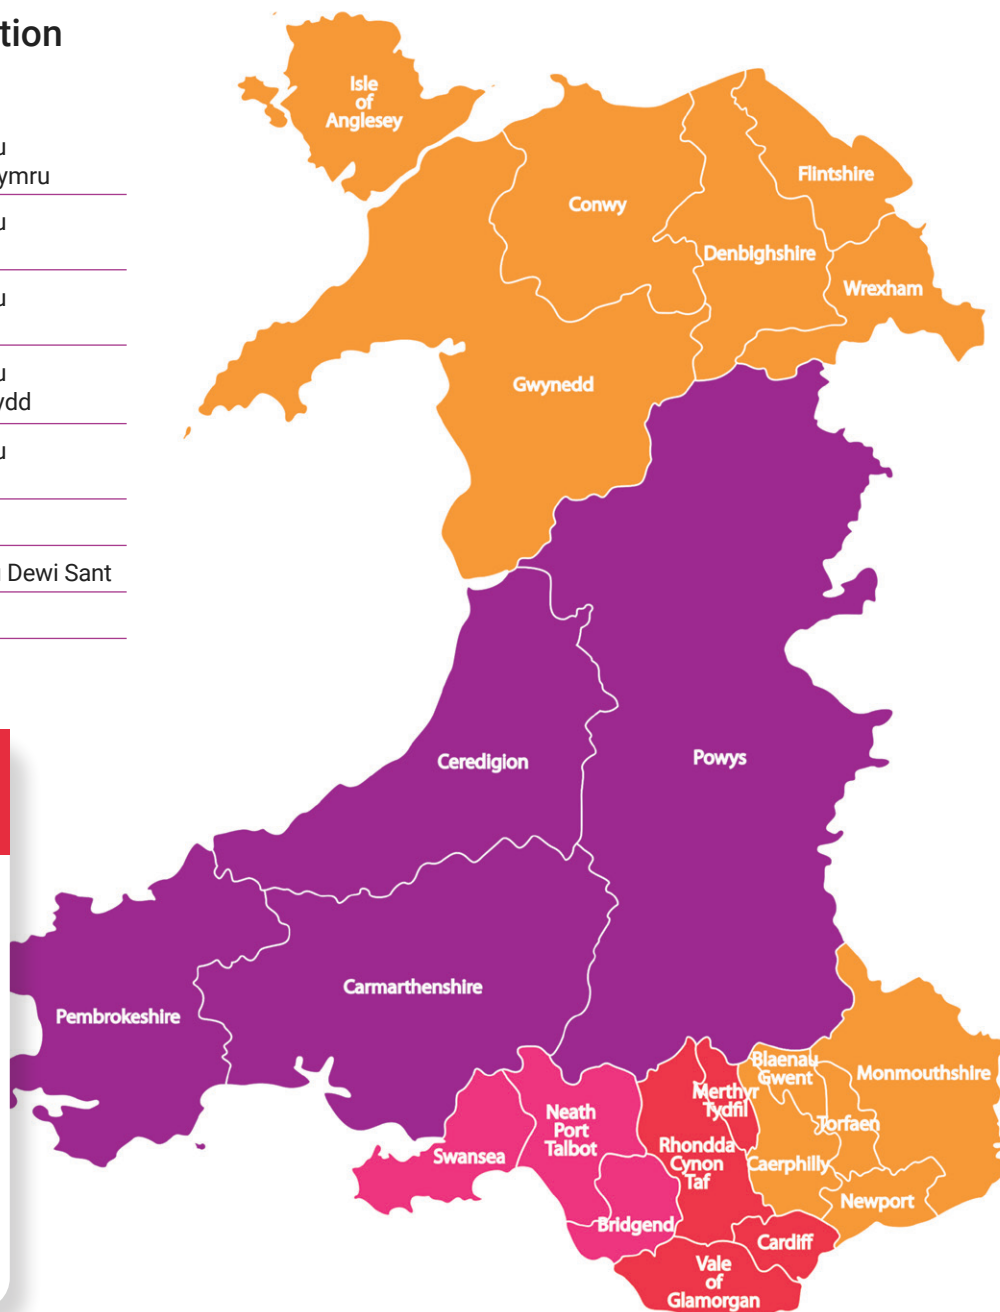 tion
u
ymru
u
u
u
ydd
u
Dewi Sant
Isle
of
Anglesey
Flintshire
Conwy
Denbighshire
Wrexham
Gwynedd
Ceredigion
Powys
Carmarthenshire
Pembrokeshire
Blaenau
Gwent
Monmouthshire
Merthyr
Tydfil
Neath
Port
Talbot
Torfaen
Rhondda
Cynon
Taf
Swansea
Caerphilly
Newport
Bridgend
Cardiff
Vale
of
Glamorgan